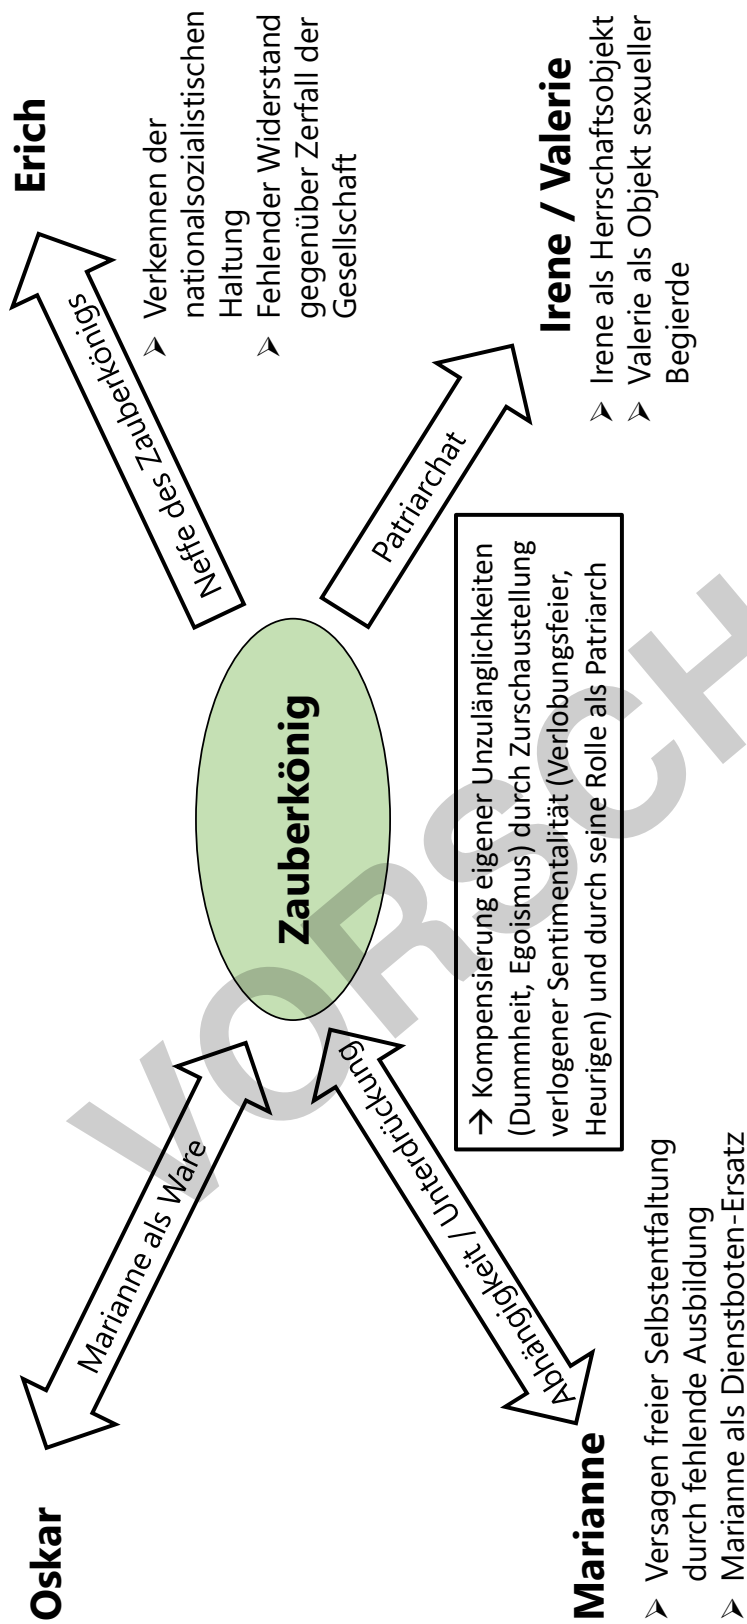 Oskar
Marianne als Ware
Zauberkönig
Neffe des Zauberkönigs
Erich
➢ Verkennen der
nationalsozialistischen
Haltung
➢ Fehlender Widerstand
gegenüber Zerfall der
Gesellschaft
Abhängigkeit / Unterdrückung
Patriarchat
Marianne
➢ Versagen freier Selbstentfaltung
durch fehlende Ausbildung
➢ Marianne als Dienstboten-Ersatz
→ Kompensierung eigener Unzulänglichkeiten
(Dummheit, Egoismus) durch Zurschaustellung
verlogener Sentimentalität (Verlobungsfeier,
Heurigen) und durch seine Rolle als Patriarch
Irene / Valerie
➢ Irene als Herrschaftsobjekt
➢ Valerie als Objekt sexueller
Begierde
VORSCH